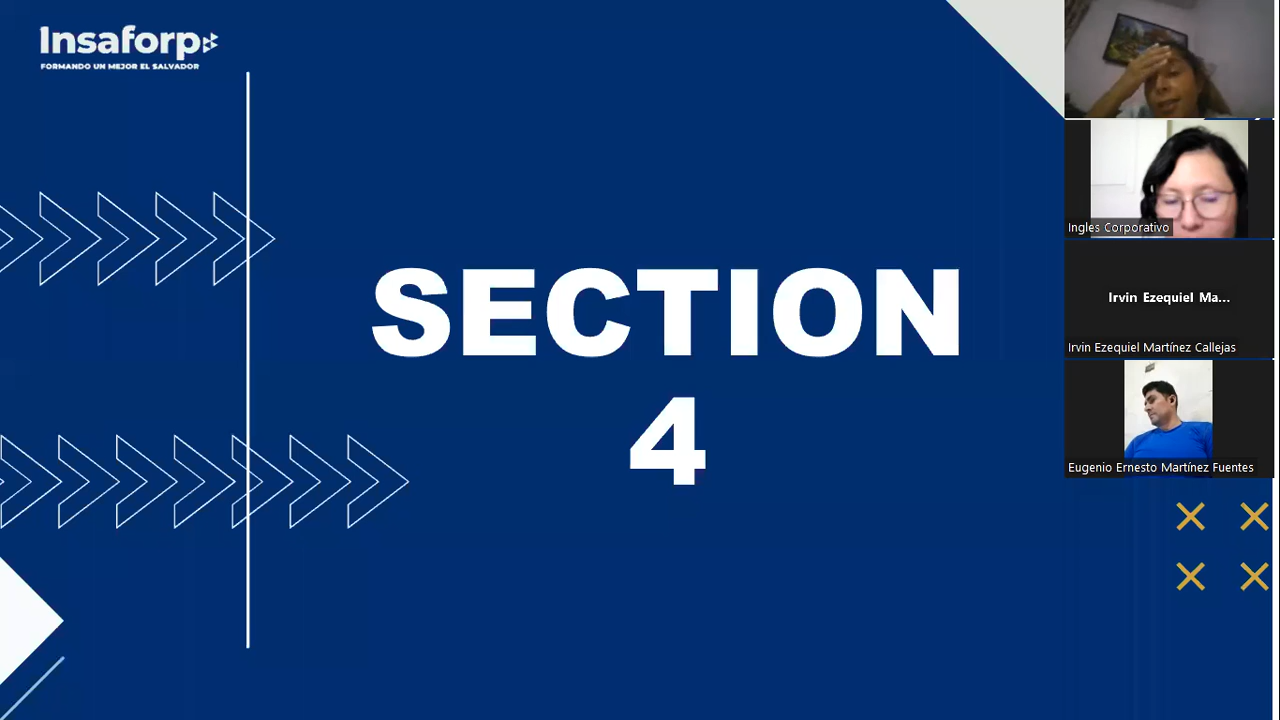 Insaforp
FORMANDO UN MEJOR EL SALVADOR
SECTION
4
Ingles Corporativo
Irvin Ezequiel Ma...
Irvin Ezequiel Martínez Callejas
Eugenio Ernesto Martínez Fuentes